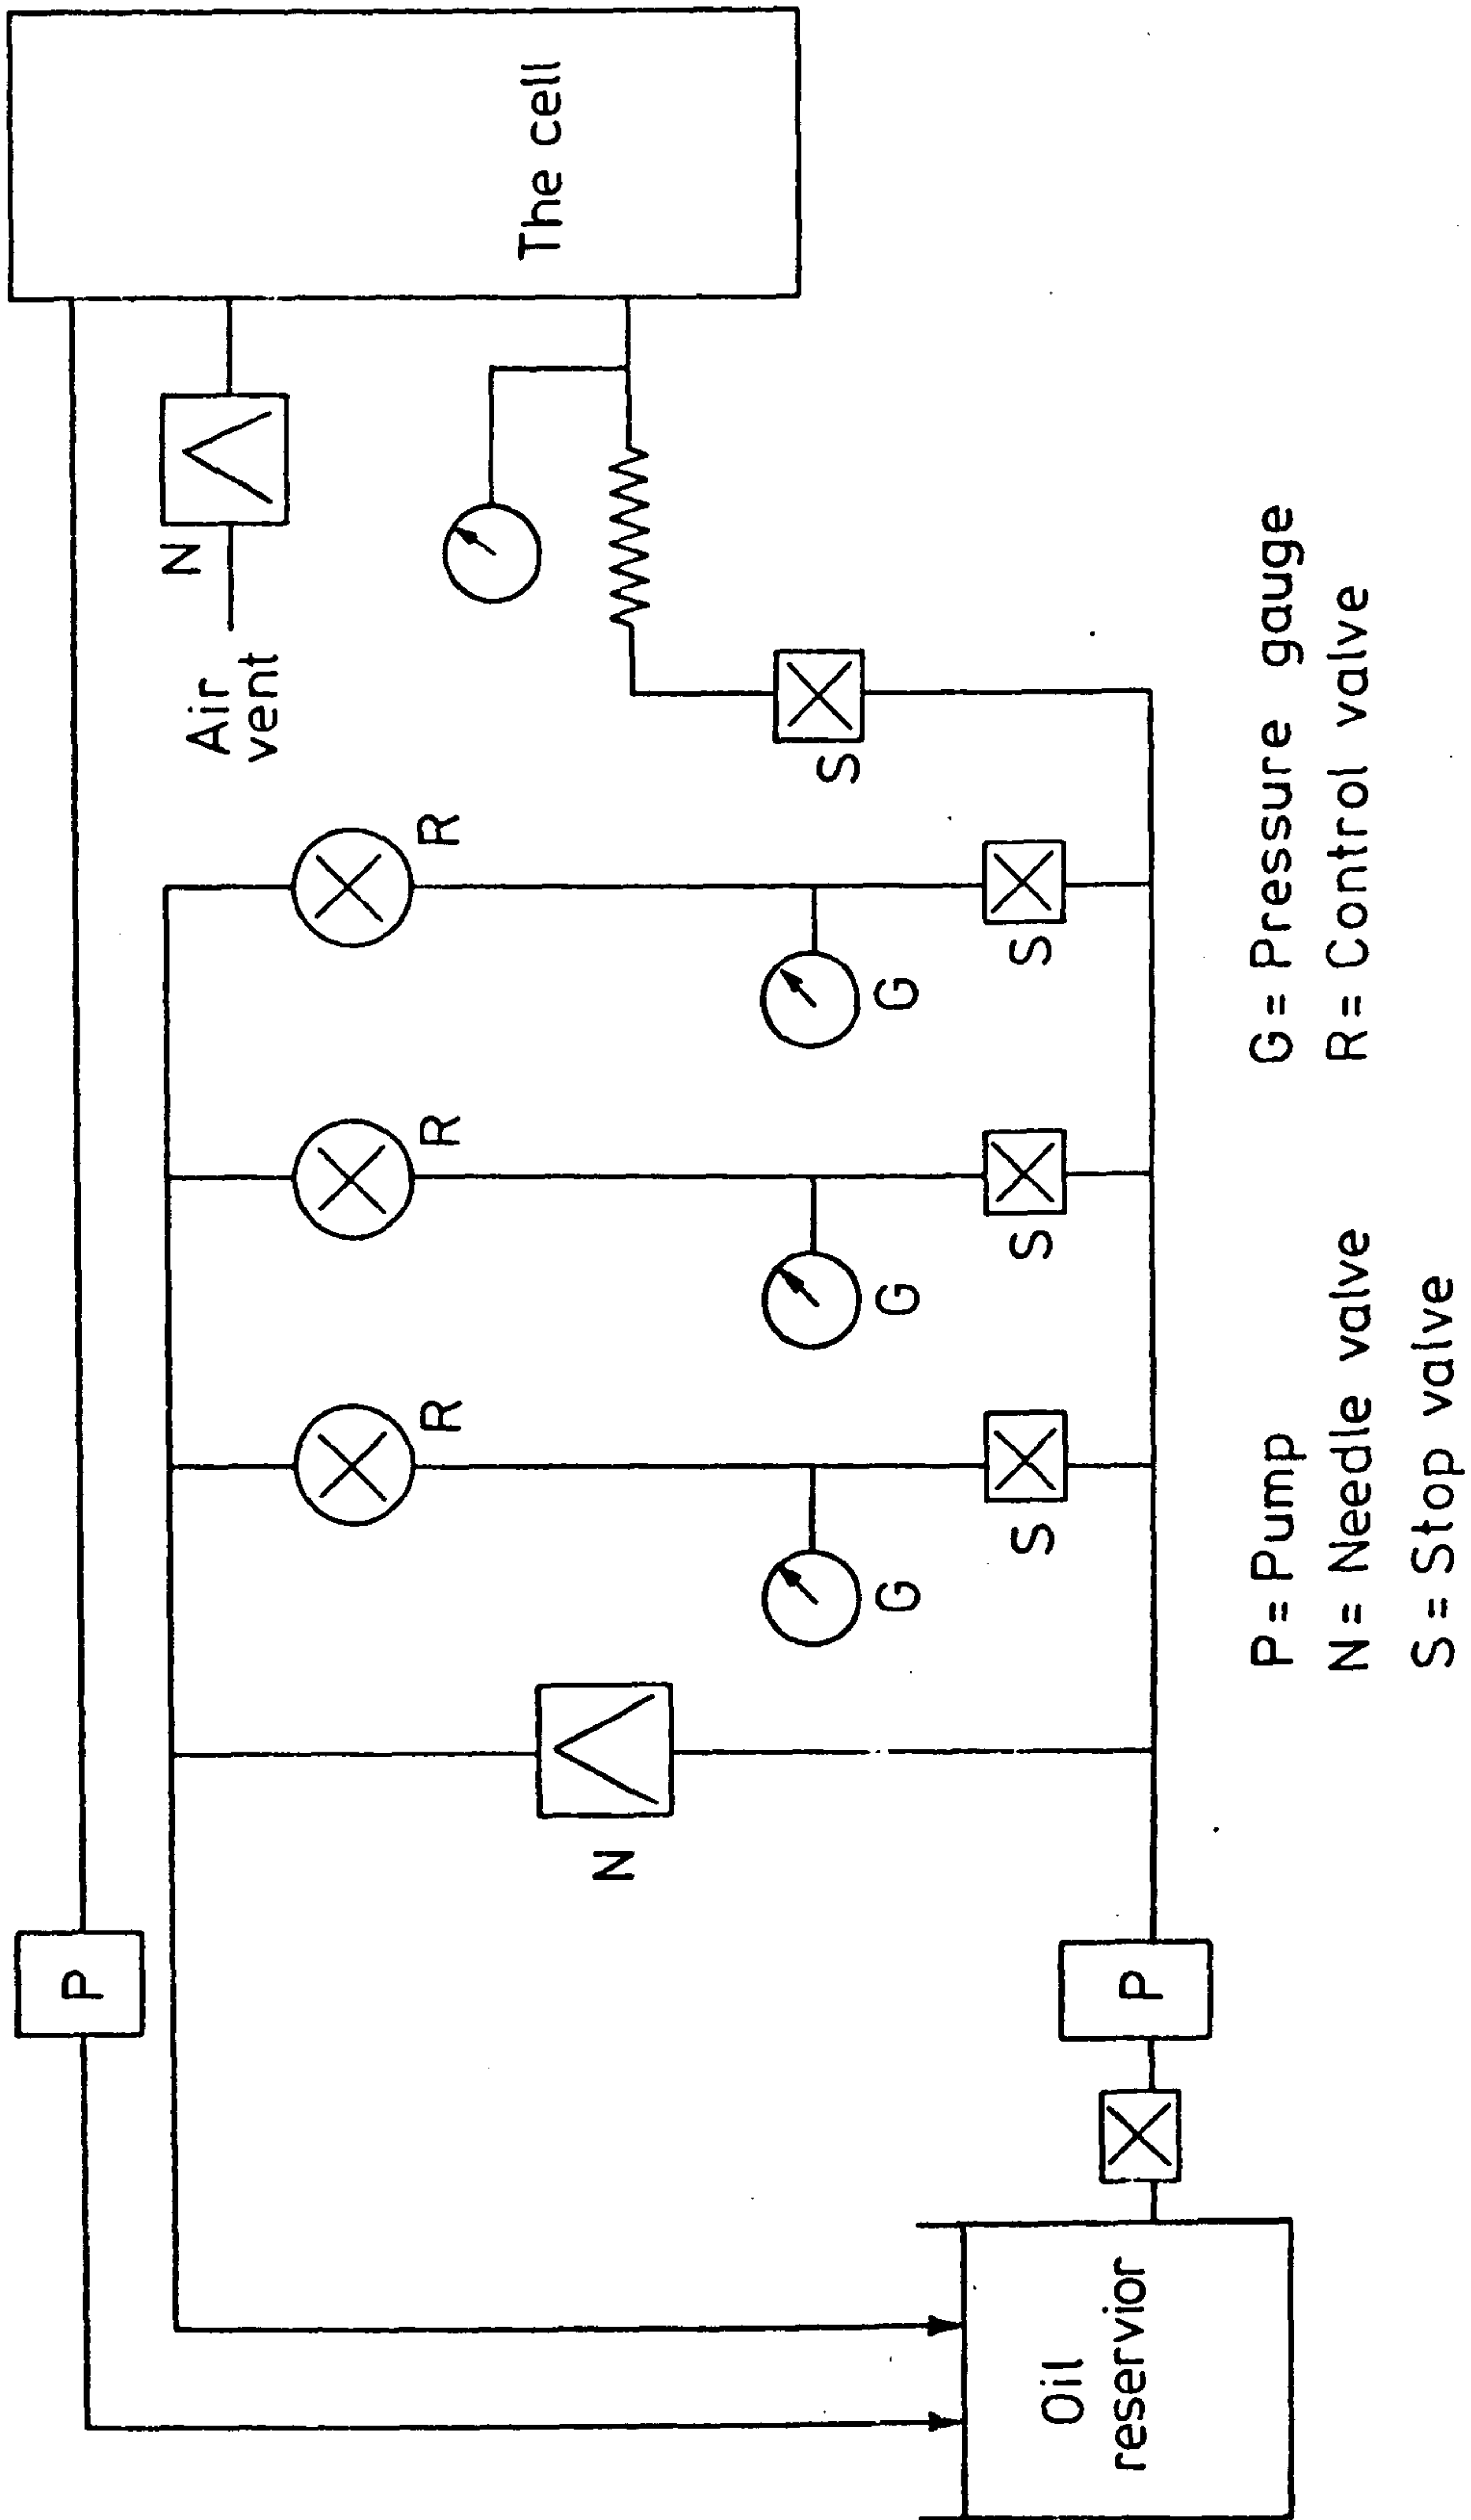 P
N
Air
vent
R
R
R
The cell
N
S
G
G
G
S
S
S
Oil
reservior
P
P = Pump
N = Needle valve
S = Stop valve
G = Pressure gauge
R = Control valve